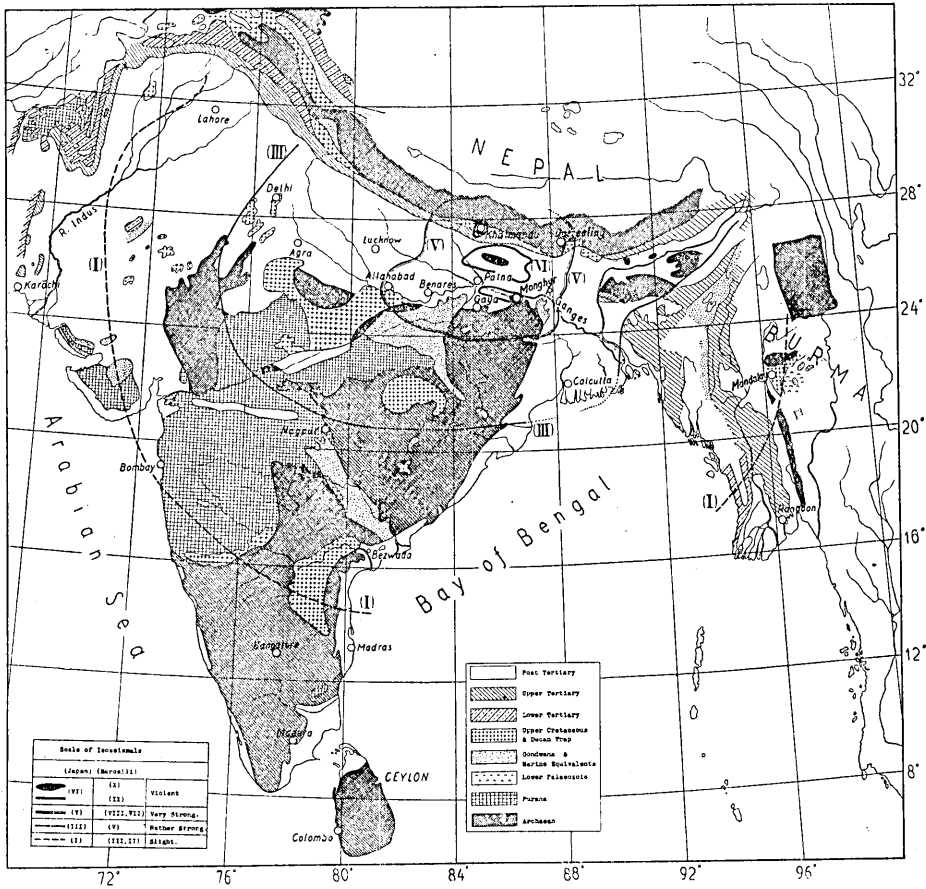 32°
Lahore
NEPAL
(III)
Delhi
28°
R. Indus
Khatmandu
Darjeeling
(I)
Agra
Lucknow
(V)
(VI)
(V)
Karachi
Allahabad
Benares
Patna
Monghyr
Gaya
Ganges
24°
BURMA
Calcutta
Mandalay
Nagpur
(III)
20°
Arabian Sea
Bombay
(I)
Rangoon
Bay of Bengal
16°
Bezwada
(I)
Bangalore
Madras
12°
Madura
CEYLON
8°
Colombo
Post Tertiary
Upper Tertiary
Lower Tertiary
Upper Cretaceous
& Decan Trap
Gondwana &
Marine Equivalents
Lower Palaeozoic
Purana
Archaean
Scale of Isoseismals
(Japan) (Mercalli)
(VI) (X) Violent
(IX)
(V) (VIII,VII) Very Strong.
(III) (V) Rather Strong.
(I) (III,II) Slight.
72° 76° 80° 84° 88° 92° 96°